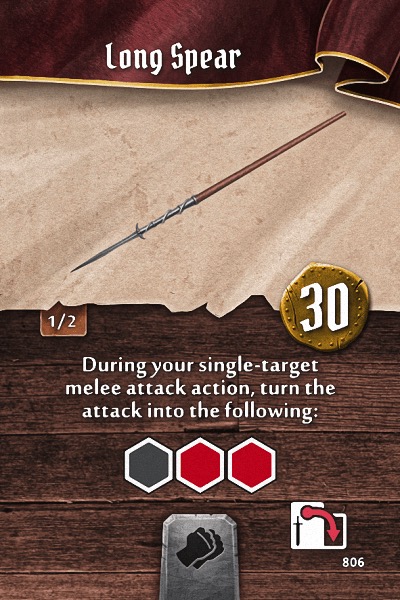 Long Spear
1/2
30
During your single-target
melee attack action, turn the
attack into the following:
806